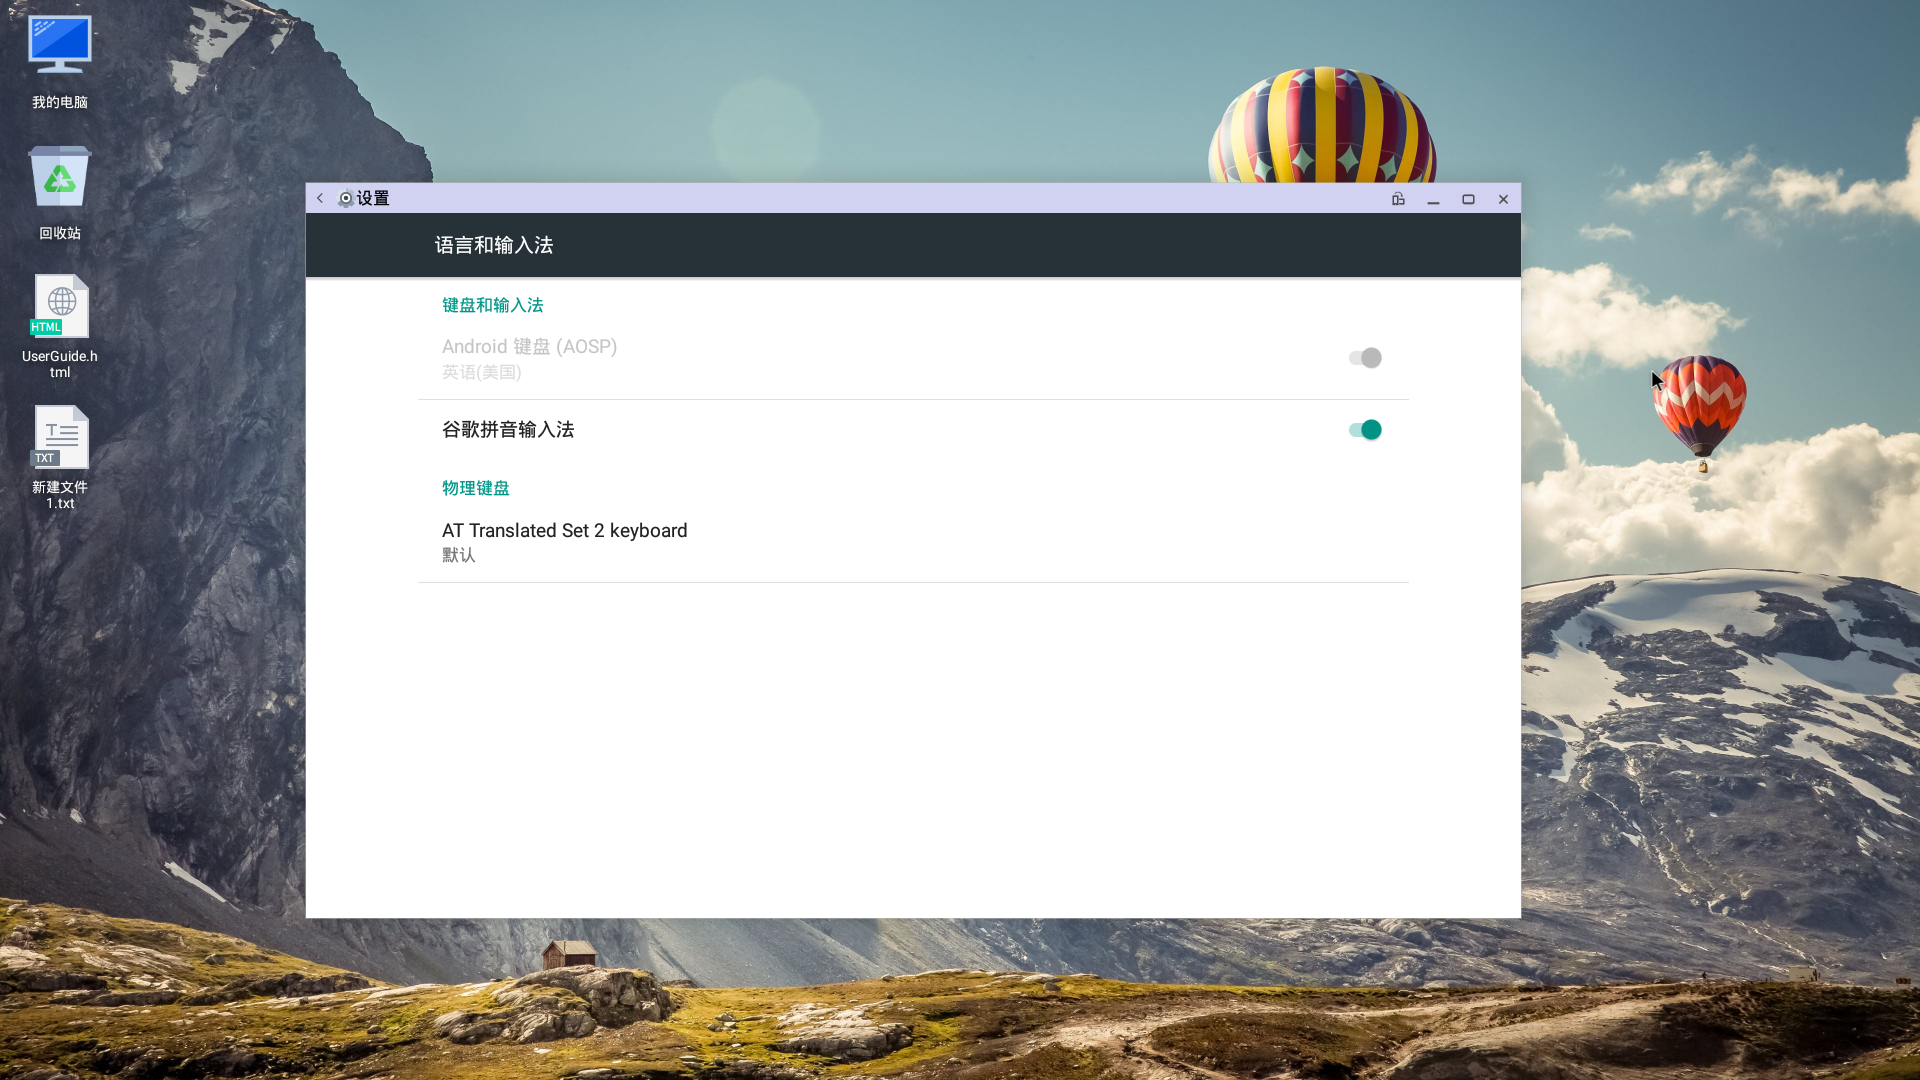 我的电脑
回收站
HTML
UserGuide.h
tml
TXT
新建文件
1.txt
设置
语言和输入法
键盘和输入法
Android 键盘 (AOSP)
英语(美国)
谷歌拼音输入法
物理键盘
AT Translated Set 2 keyboard
默认